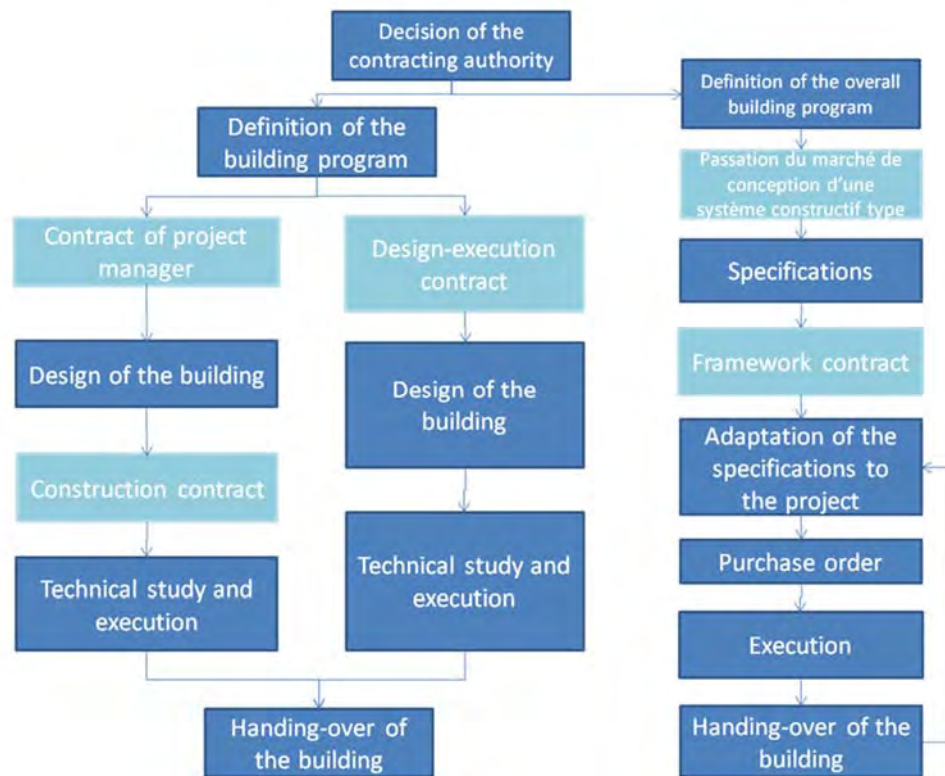 Decision of the
contracting authority
Definition of the
building program
Contract of project
manager
Design of the building
Construction contract
Technical study and
execution
Design-execution
contract
Design of the
building
Technical study and
execution
Handing-over of
the building
Definition of the overall
building program
Passation du marché de
conception d'une
système constructif type
Specifications
Framework contract
Adaptation of the
specifications to
the project
Purchase order
Execution
Handing-over of the
building